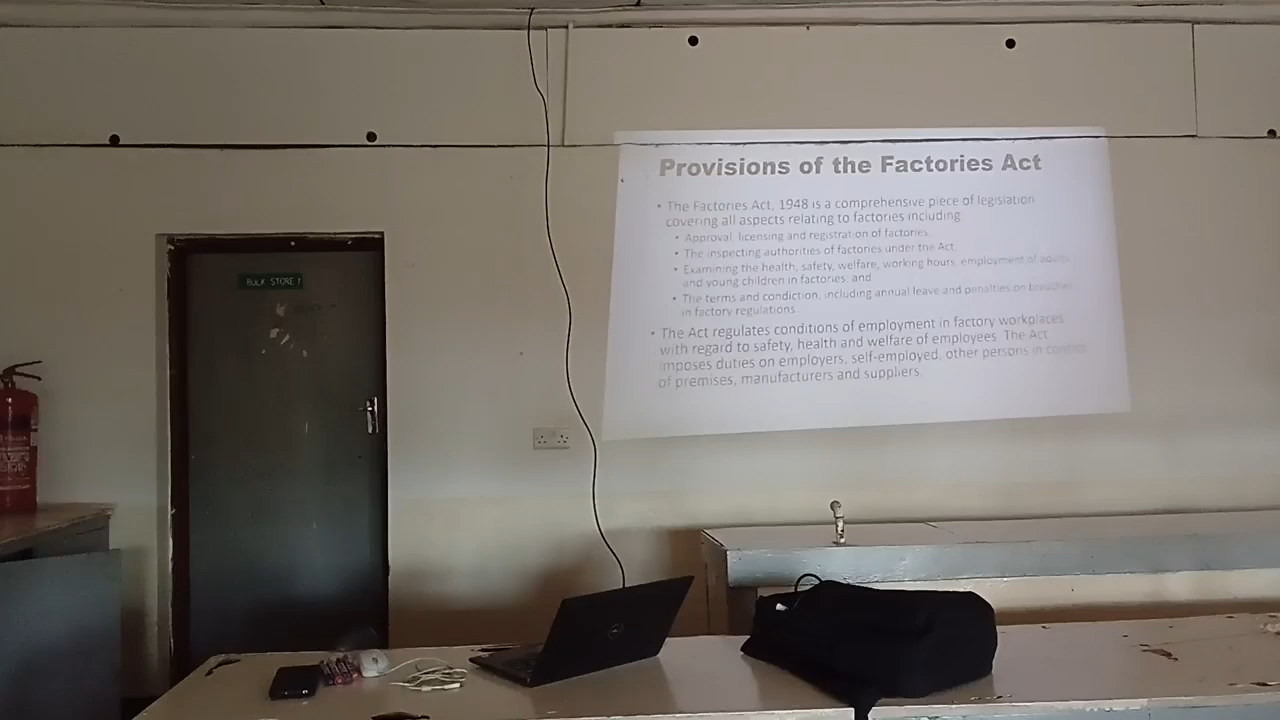 Provisions of the Factories Act
• The Factories Act, 1948 is a comprehensive piece of legislation
covering all aspects relating to factories including
• Approval, licensing and registration of factories,
• The inspecting authorities of factories under the Act,
• Examining the health, safety, welfare, working hours, employment of adults
and young children in factories, and
• The terms and condition, including annual leave and penalties on breaches
in factory regulations
• The Act regulates conditions of employment in factory workplaces
with regard to safety, health and welfare of employees The Act
imposes duties on employers, self-employed, other persons in control
of premises, manufacturers and suppliers.
BULK STORE 1
DELL